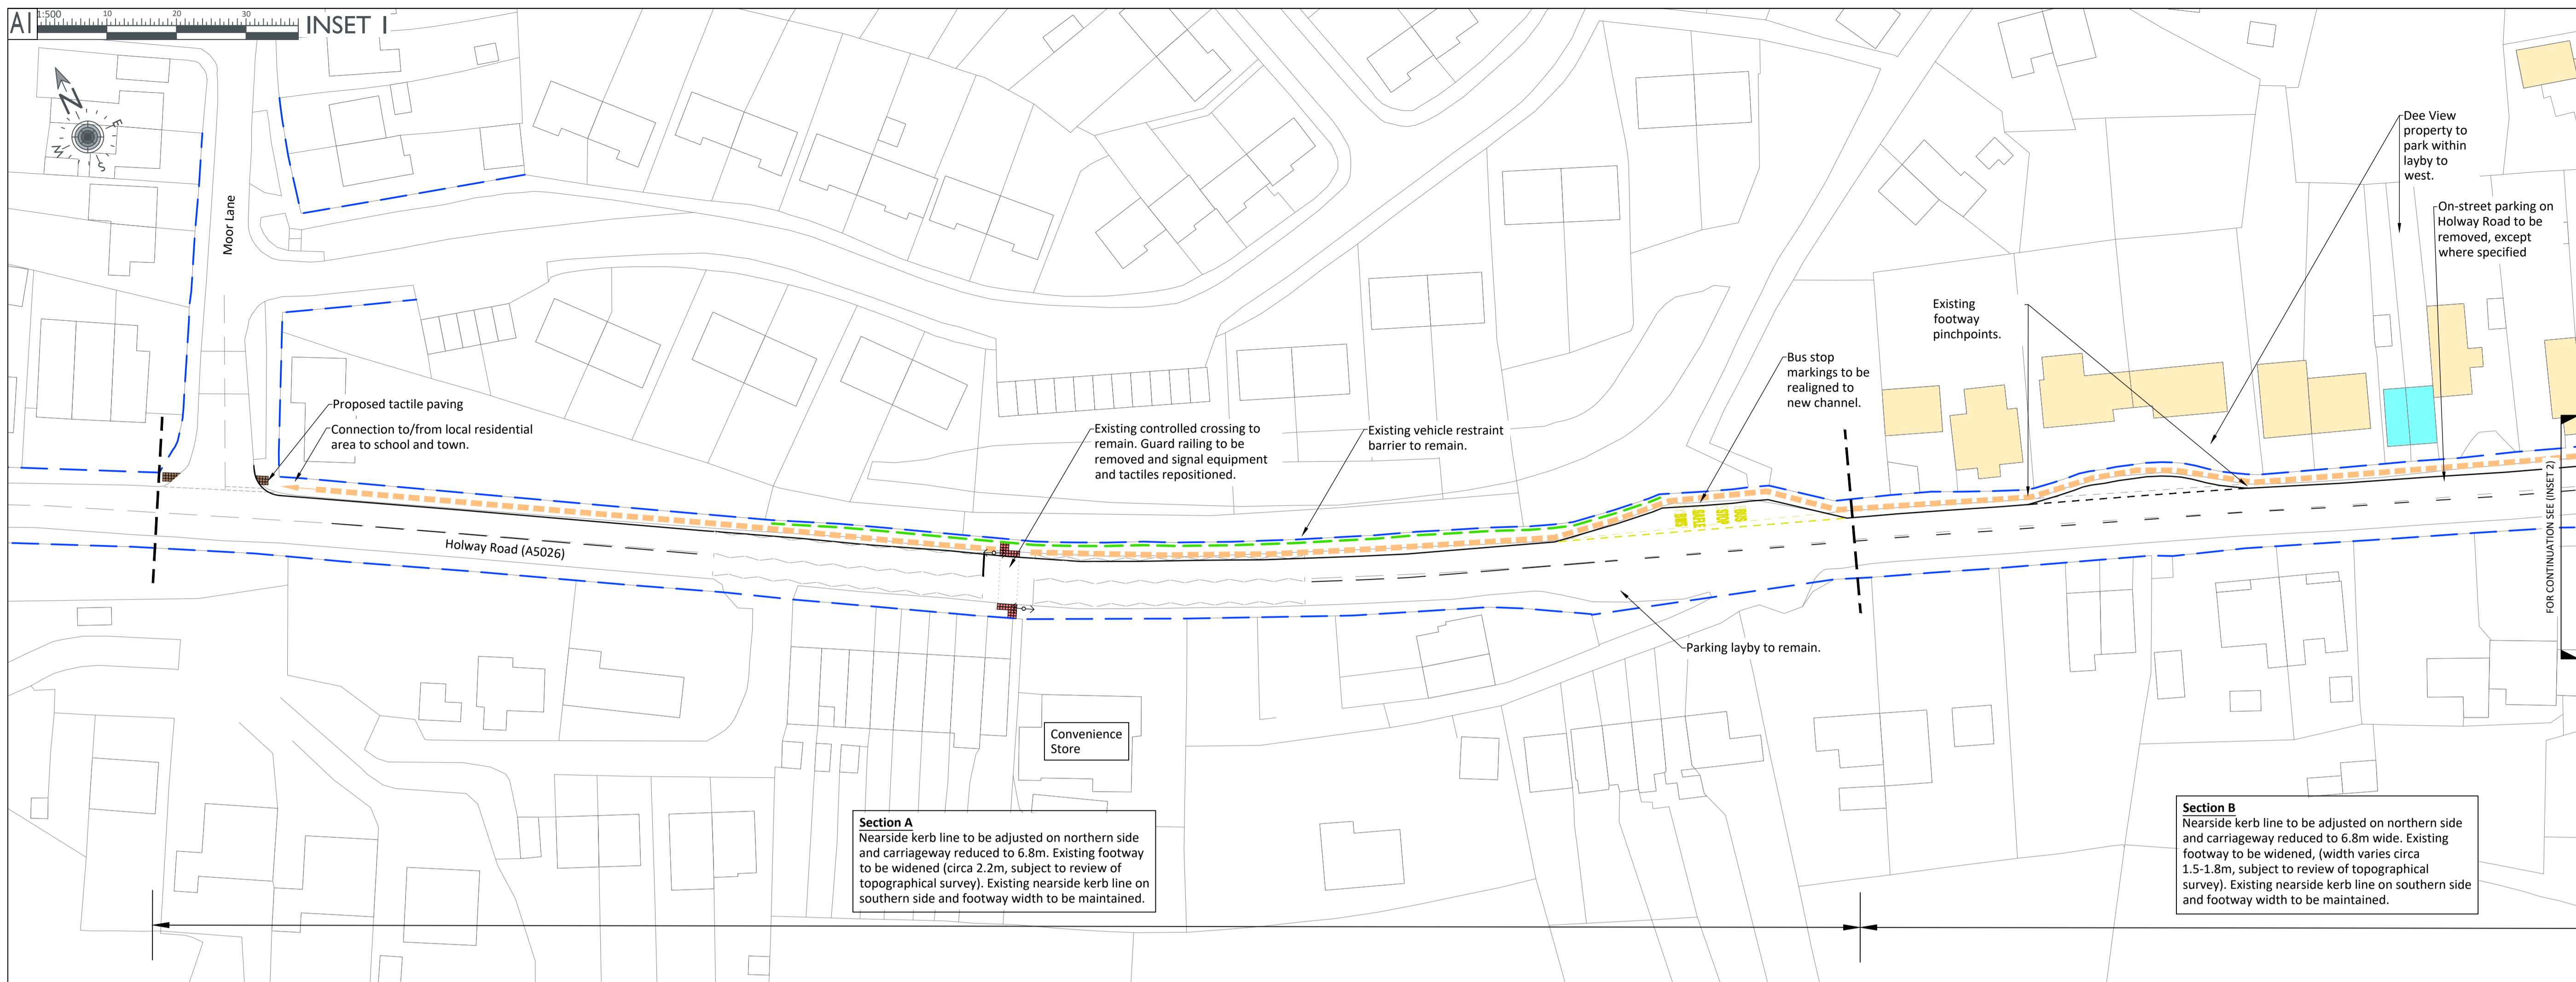 A1
1:500
10
20
30
INSET 1
N
E
S
W
Moor Lane
Proposed tactile paving
Connection to/from local residential
area to school and town.
Holway Road (A5026)
Existing controlled crossing to
remain. Guard railing to be
removed and signal equipment
and tactiles repositioned.
Existing vehicle restraint
barrier to remain.
Bus stop
markings to be
realigned to
new channel.
BUS
STOP
SAFLE
BWS
Existing
footway
pinchpoints.
Dee View
property to
park within
layby to
west.
On-street parking on
Holway Road to be
removed, except
where specified
FOR CONTINUATION SEE (INSET 2)
Parking layby to remain.
Convenience
Store
Section A
Nearside kerb line to be adjusted on northern side
and carriageway reduced to 6.8m. Existing footway
to be widened (circa 2.2m, subject to review of
topographical survey). Existing nearside kerb line on
southern side and footway width to be maintained.
Section B
Nearside kerb line to be adjusted on northern side
and carriageway reduced to 6.8m wide. Existing
footway to be widened, (width varies circa
1.5-1.8m, subject to review of topographical
survey). Existing nearside kerb line on southern side
and footway width to be maintained.